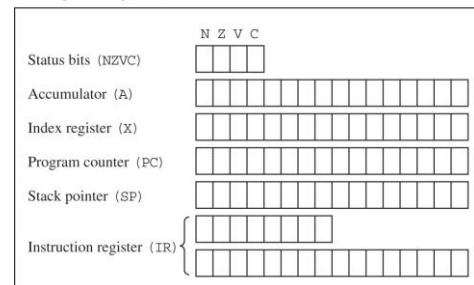 N Z V C
Status bits (NZVC)
Accumulator (A)
Index register (X)
Program counter (PC)
Stack pointer (SP)
Instruction register (IR)